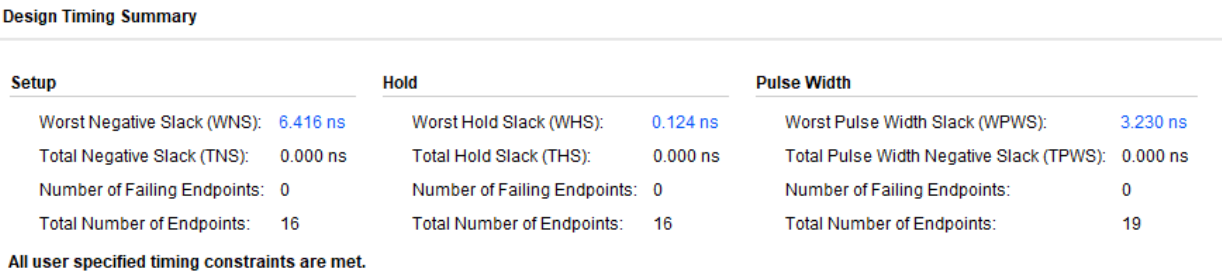 Design Timing Summary
Setup
Worst Negative Slack (WNS): 6.416 ns
Total Negative Slack (TNS): 0.000 ns
Number of Failing Endpoints: 0
Total Number of Endpoints: 16
Hold
Worst Hold Slack (WHS): 0.124 ns
Total Hold Slack (THS): 0.000 ns
Number of Failing Endpoints: 0
Total Number of Endpoints: 16
Pulse Width
Worst Pulse Width Slack (WPWS): 3.230 ns
Total Pulse Width Negative Slack (TPWS): 0.000 ns
Number of Failing Endpoints: 0
Total Number of Endpoints: 19
All user specified timing constraints are met.